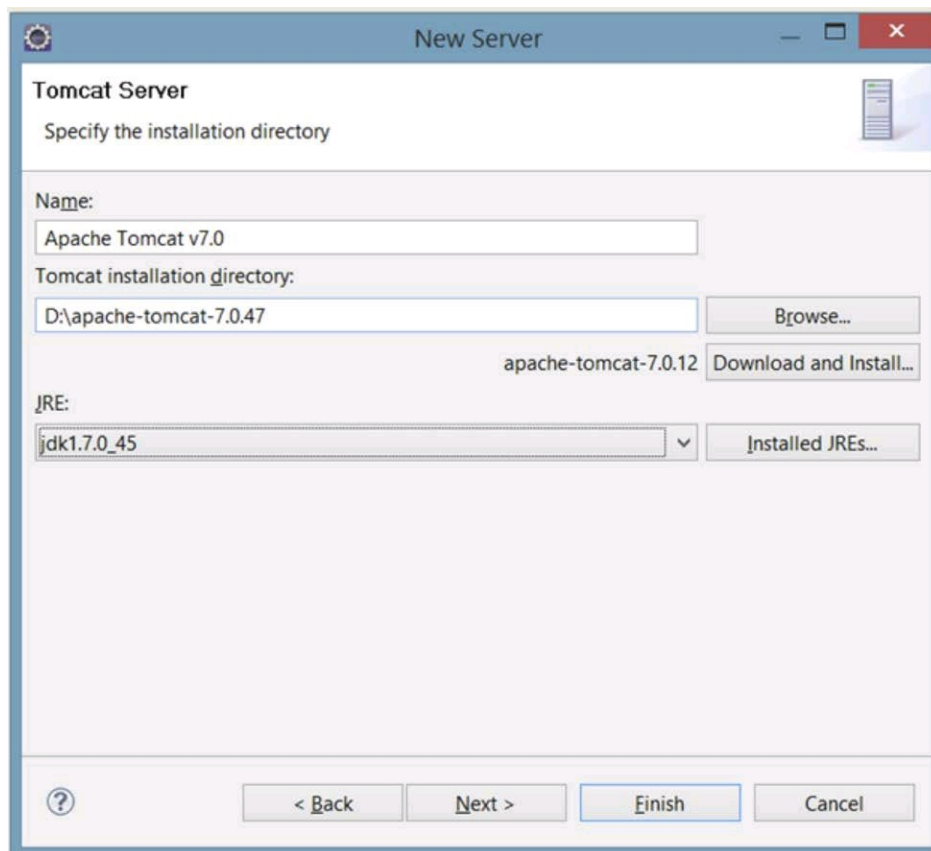 New Server
Tomcat Server
Specify the installation directory
Name:
Apache Tomcat v7.0
Tomcat installation directory:
D:\apache-tomcat-7.0.47
Browse...
apache-tomcat-7.0.12 Download and Install...
JRE:
jdk1.7.0_45
Installed JREs...
?
< Back Next > Finish Cancel